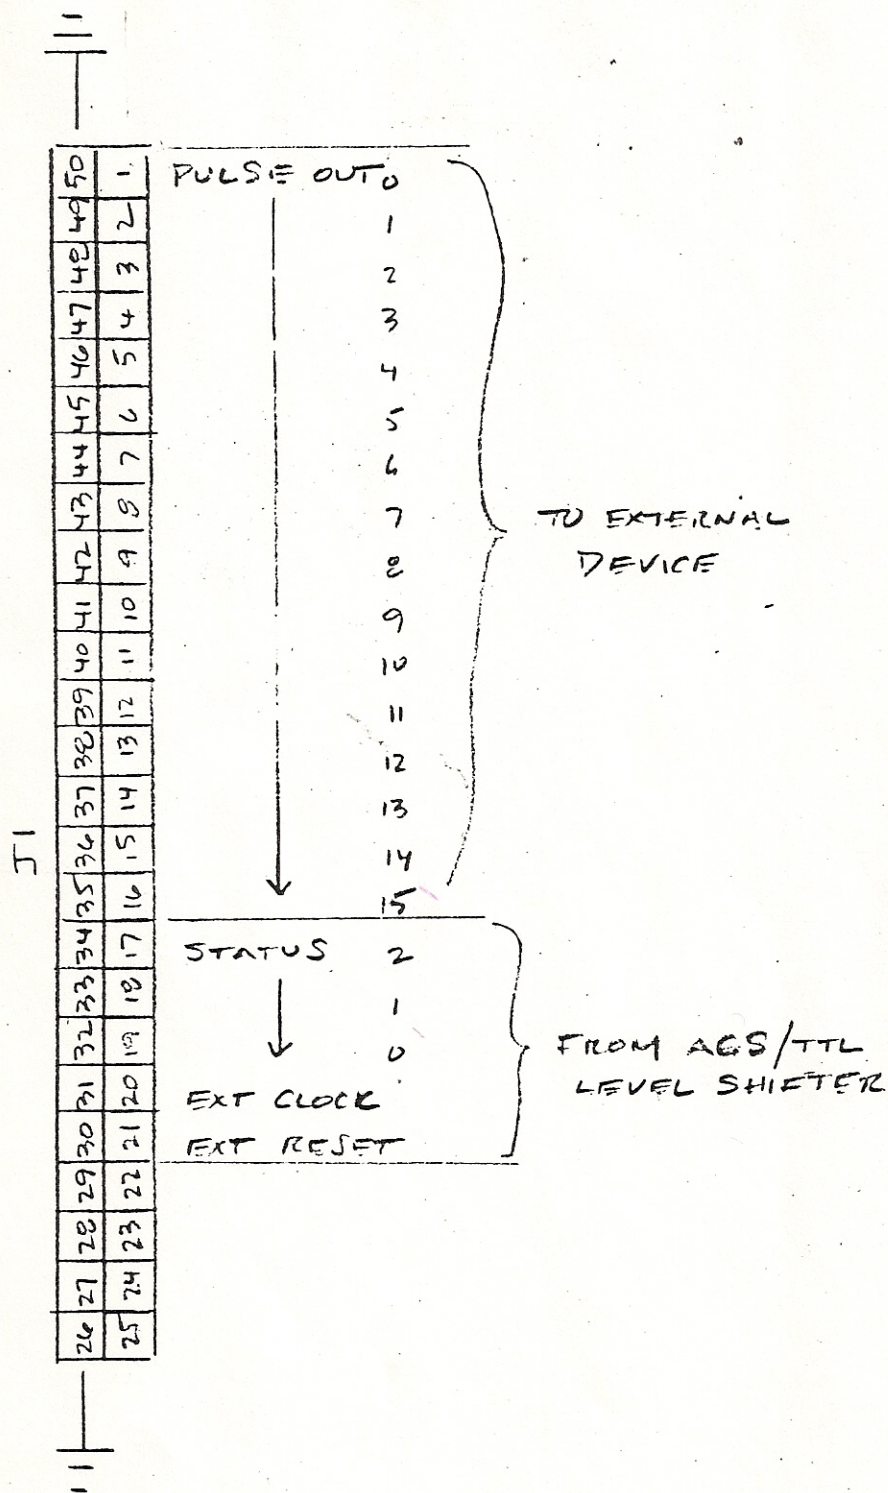 J1
50 1 PULSE OUT 0
49 2 1
48 3 2
47 4 3
46 5 4
45 6 5
44 7 6
43 8 7
42 9 8
41 10 9
40 11 10
39 12 11
38 13 12
37 14 13
36 15 14
35 16 15
TO EXTERNAL
DEVICE
34 17 STATUS 2
33 18 1
32 19 0
31 20 EXT CLOCK
30 21 EXT RESET
FROM AGS/TTL
LEVEL SHIFTER
29 22
28 23
27 24
26 25